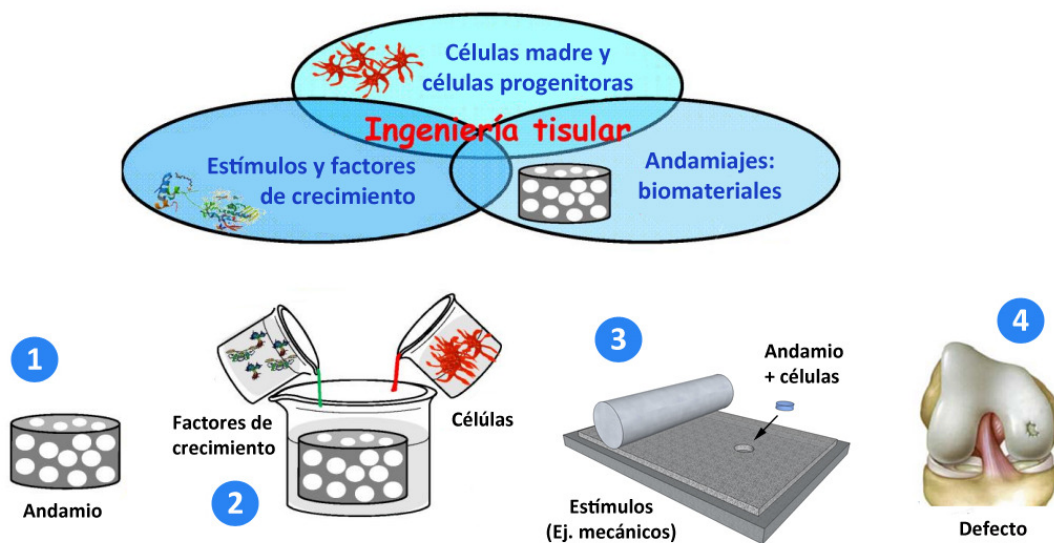 Células madre y
células progenitoras
Ingeniería tisular
Estímulos y factores
de crecimiento
Andamiajes:
biomateriales
1
Andamio
Factores de
crecimiento
2
Célúlas
3
Andamio
+ células
Estímulos
(Ej. mecánicos)
4
Defecto